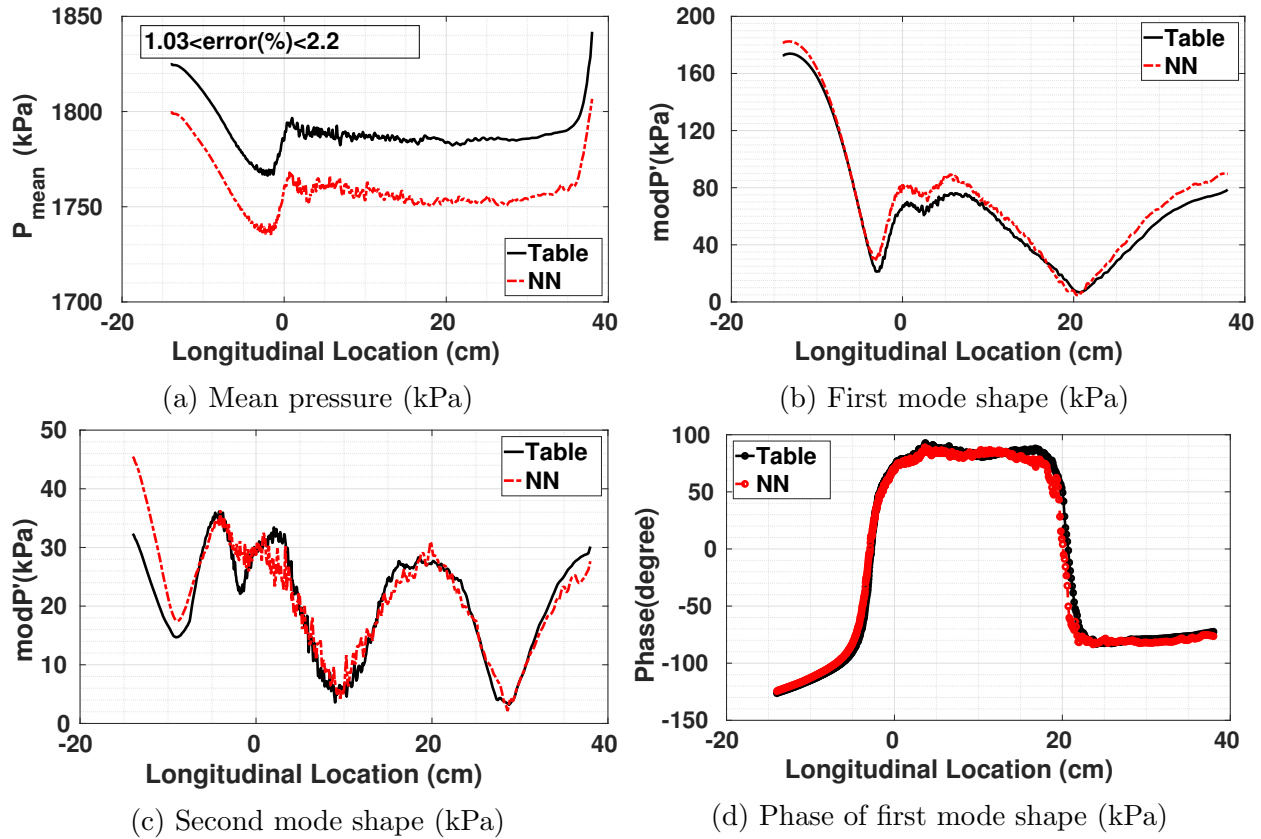 1850
1800
1750
1700
P_mean (kPa)
1.03<error(%)<2.2
Table
NN
-20
0
20
40
Longitudinal Location (cm)
(a) Mean pressure (kPa)
200
160
120
80
40
0
modP'(kPa)
Table
NN
-20
0
20
40
Longitudinal Location (cm)
(b) First mode shape (kPa)
50
40
30
20
10
0
modP'(kPa)
Table
NN
-20
0
20
40
Longitudinal Location (cm)
(c) Second mode shape (kPa)
100
50
0
-50
-100
-150
Phase(degree)
Table
NN
-20
0
20
40
Longitudinal Location (cm)
(d) Phase of first mode shape (kPa)